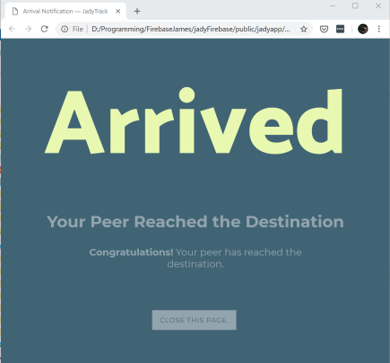 Arrival Notification — JadyTrack
File | D:/Programming/FirebaseJames/jadyFirebase/public/jadyapp/...
Arrived
Your Peer Reached the Destination
Congratulations! Your peer has reached the
destination.
CLOSE THIS PAGE.